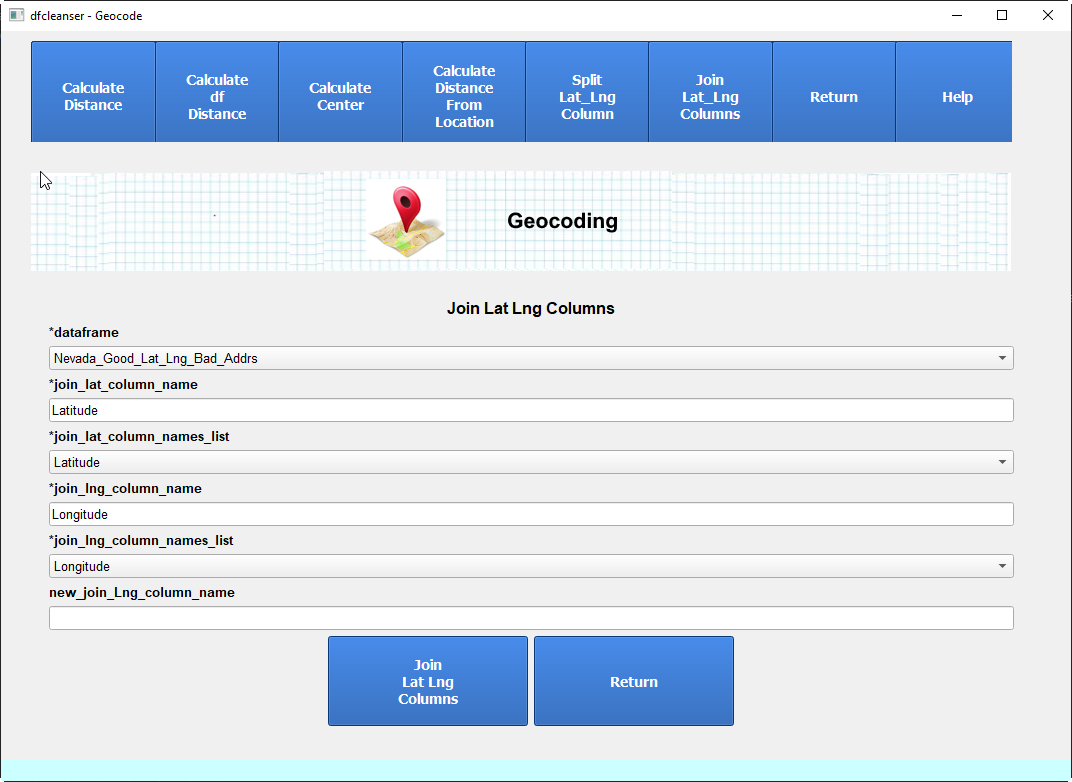 dfcleanser - Geocode
Calculate
Distance
Calculate
df
Distance
Calculate
Center
Calculate
Distance
From
Location
Split
Lat_Lng
Column
Join
Lat_Lng
Columns
Return
Help
Geocoding
Join Lat Lng Columns
*dataframe
Nevada_Good_Lat_Lng_Bad_Addrs
*join_lat_column_name
Latitude
*join_lat_column_names_list
Latitude
*join_lng_column_name
Longitude
*join_lng_column_names_list
Longitude
new_join_Lng_column_name
Join
Lat Lng
Columns
Return